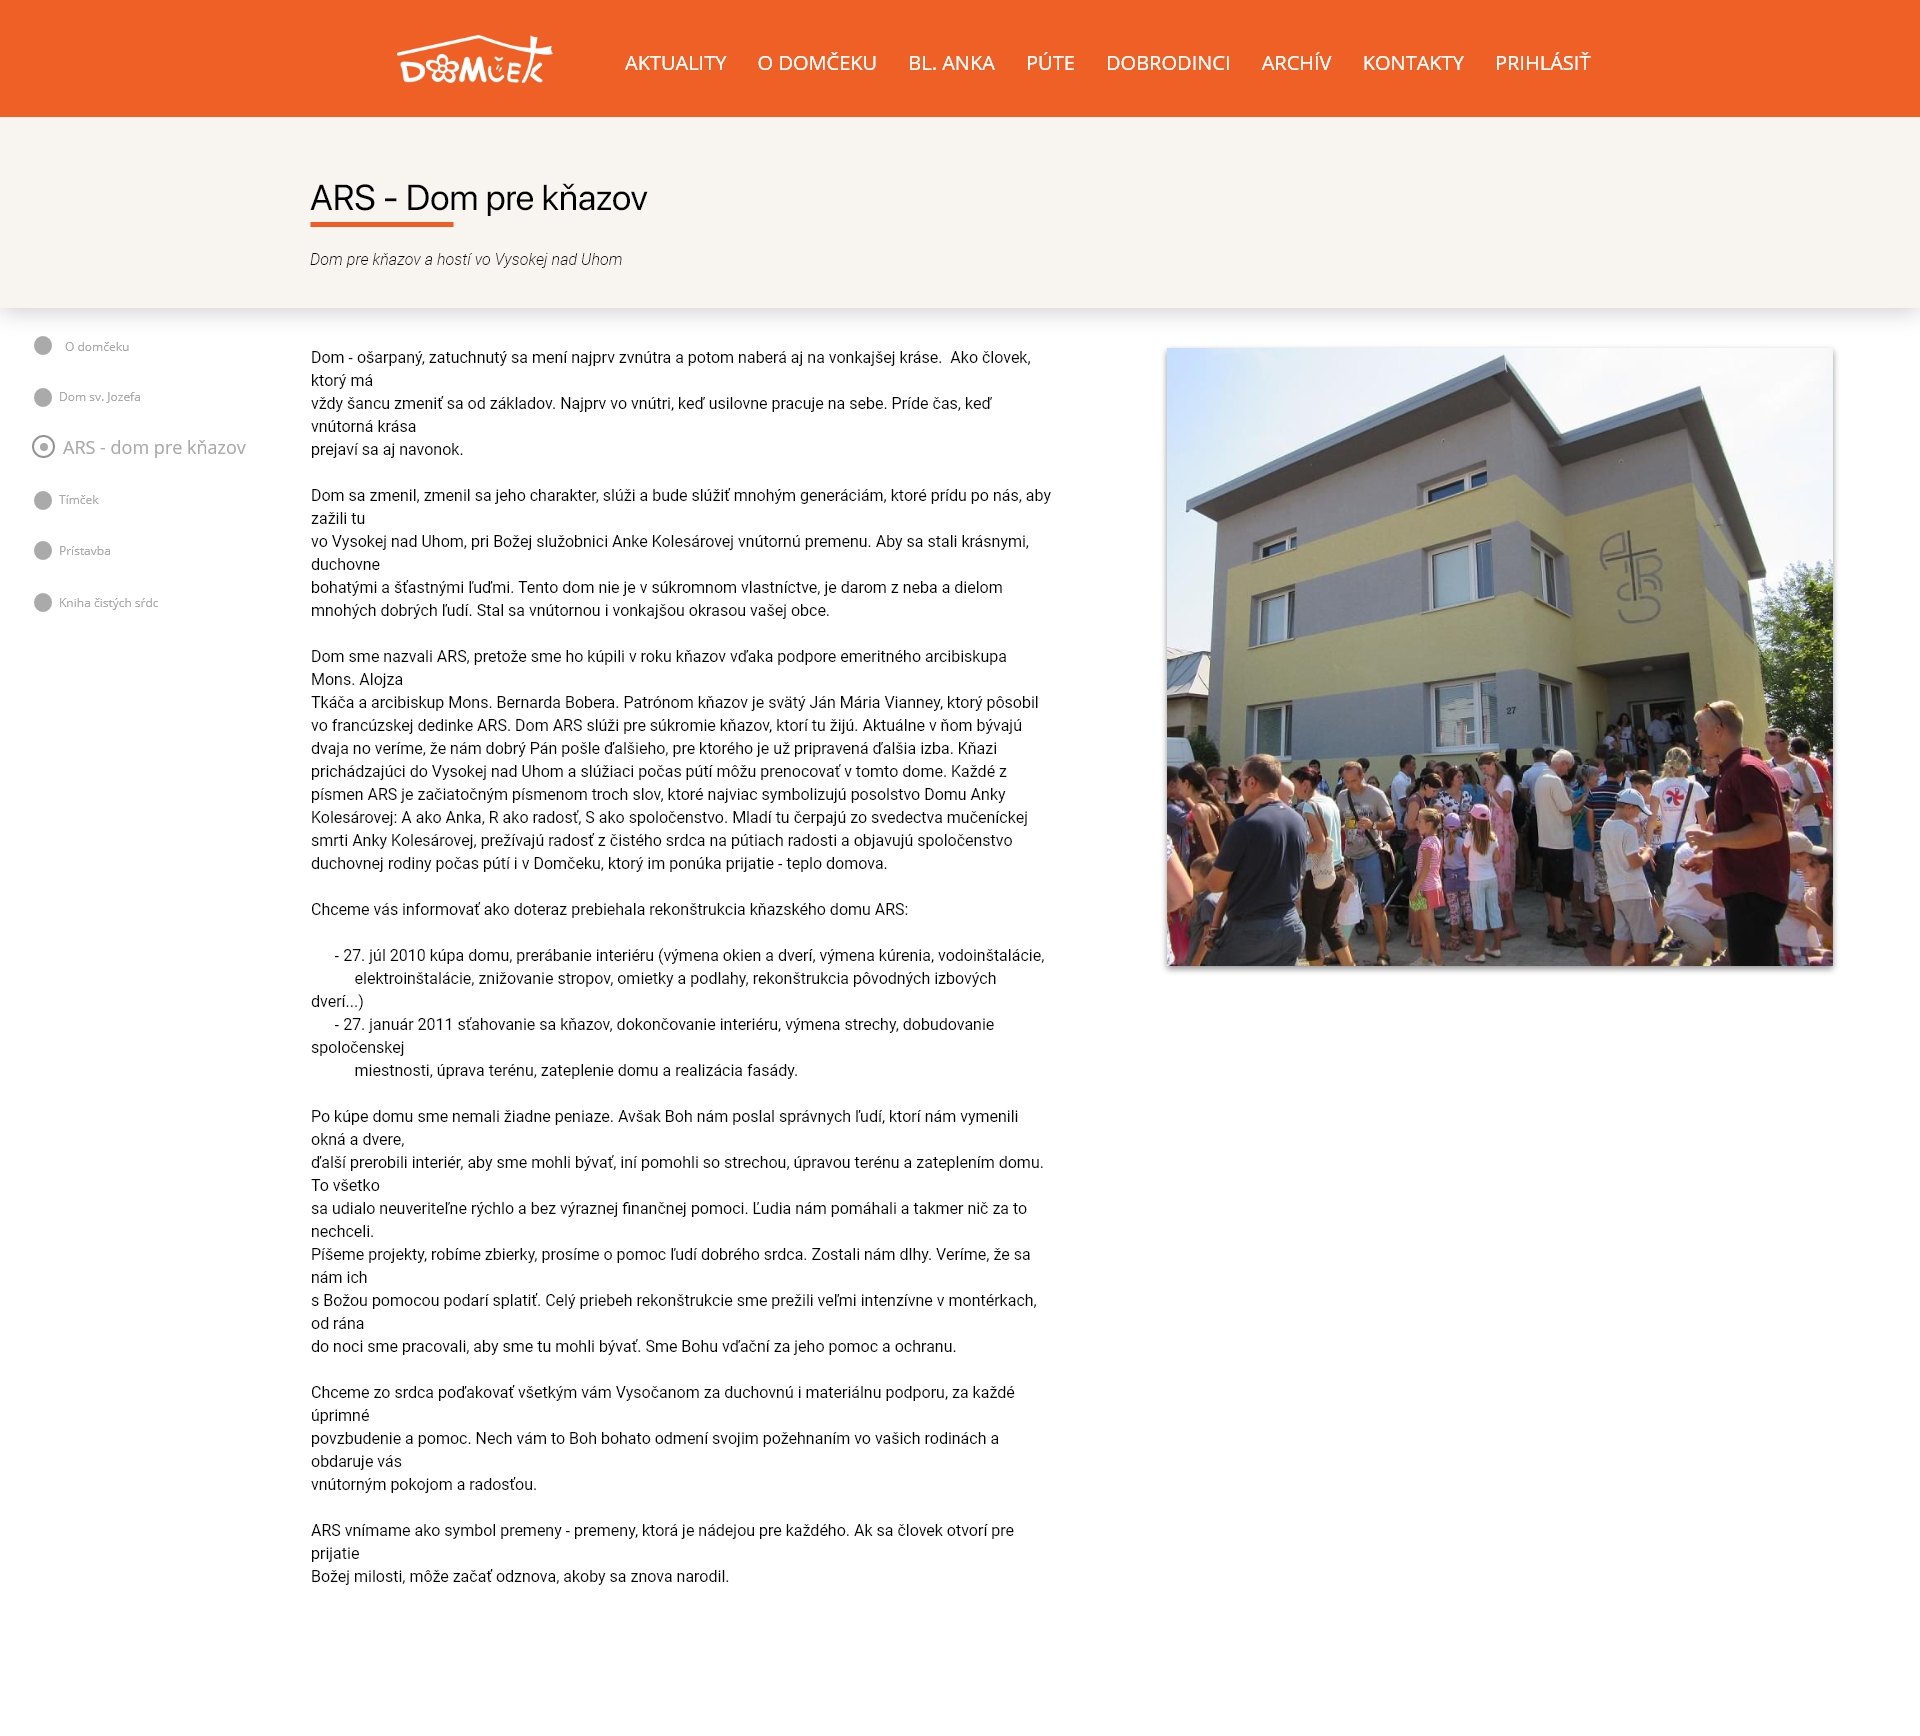 DOMČEK
AKTUALITY O DOMČEKU BL. ANKA PÚTE DOBRODINCI ARCHÍV KONTAKTY PRIHLÁSIŤ
ARS - Dom pre kňazov
Dom pre kňazov a hostí vo Vysokej nad Uhom
O domčeku
Dom sv. Jozefa
ARS - dom pre kňazov
Tímček
Prístavba
Kniha čistých sŕdc
Dom - ošarpaný, zatuchnutý sa mení najprv zvnútra a potom naberá aj na vonkajšej kráse.  Ako človek,
ktorý má
vždy šancu zmeniť sa od základov. Najprv vo vnútri, keď usilovne pracuje na sebe. Príde čas, keď
vnútorná krása
prejaví sa aj navonok.
Dom sa zmenil, zmenil sa jeho charakter, slúži a bude slúžiť mnohým generáciám, ktoré prídu po nás, aby
zažili tu
vo Vysokej nad Uhom, pri Božej služobnici Anke Kolesárovej vnútornú premenu. Aby sa stali krásnymi,
duchovne
bohatými a šťastnými ľuďmi. Tento dom nie je v súkromnom vlastníctve, je darom z neba a dielom
mnohých dobrých ľudí. Stal sa vnútornou i vonkajšou okrasou vašej obce.
Dom sme nazvali ARS, pretože sme ho kúpili v roku kňazov vďaka podpore emeritného arcibiskupa
Mons. Alojza
Tkáča a arcibiskup Mons. Bernarda Bobera. Patrónom kňazov je svätý Ján Mária Vianney, ktorý pôsobil
vo francúzskej dedinke ARS. Dom ARS slúži pre súkromie kňazov, ktorí tu žijú. Aktuálne v ňom bývajú
dvaja no veríme, že nám dobrý Pán pošle ďalšieho, pre ktorého je už pripravená ďalšia izba. Kňazi
prichádzajúci do Vysokej nad Uhom a slúžiaci počas pútí môžu prenocovať v tomto dome. Každé z
písmen ARS je začiatočným písmenom troch slov, ktoré najviac symbolizujú posolstvo Domu Anky
Kolesárovej: A ako Anka, R ako radosť, S ako spoločenstvo. Mladí tu čerpajú zo svedectva mučeníckej
smrti Anky Kolesárovej, prežívajú radosť z čistého srdca na pútiach radosti a objavujú spoločenstvo
duchovnej rodiny počas pútí i v Domčeku, ktorý im ponúka prijatie - teplo domova.
Chceme vás informovať ako doteraz prebiehala rekonštrukcia kňazského domu ARS:
- 27. júl 2010 kúpa domu, prerábanie interiéru (výmena okien a dverí, výmena kúrenia, vodoinštalácie,
elektroinštalácie, znižovanie stropov, omietky a podlahy, rekonštrukcia pôvodných izbových
dverí...)
- 27. január 2011 sťahovanie sa kňazov, dokončovanie interiéru, výmena strechy, dobudovanie
spoločenskej
miestnosti, úprava terénu, zateplenie domu a realizácia fasády.
Po kúpe domu sme nemali žiadne peniaze. Avšak Boh nám poslal správnych ľudí, ktorí nám vymenili
okná a dvere,
ďalší prerobili interiér, aby sme mohli bývať, iní pomohli so strechou, úpravou terénu a zateplením domu.
To všetko
sa udialo neuveriteľne rýchlo a bez výraznej finančnej pomoci. Ľudia nám pomáhali a takmer nič za to
nechceli.
Píšeme projekty, robíme zbierky, prosíme o pomoc ľudí dobrého srdca. Zostali nám dlhy. Veríme, že sa
nám ich
s Božou pomocou podarí splatiť. Celý priebeh rekonštrukcie sme prežili veľmi intenzívne v montérkach,
od rána
do noci sme pracovali, aby sme tu mohli bývať. Sme Bohu vďační za jeho pomoc a ochranu.
Chceme zo srdca poďakovať všetkým vám Vysočanom za duchovnú i materiálnu podporu, za každé
úprimné
povzbudenie a pomoc. Nech vám to Boh bohato odmení svojim požehnaním vo vašich rodinách a
obdaruje vás
vnútorným pokojom a radosťou.
ARS vnímame ako symbol premeny - premeny, ktorá je nádejou pre každého. Ak sa človek otvorí pre
prijatie
Božej milosti, môže začať odznova, akoby sa znova narodil.
ARS
27